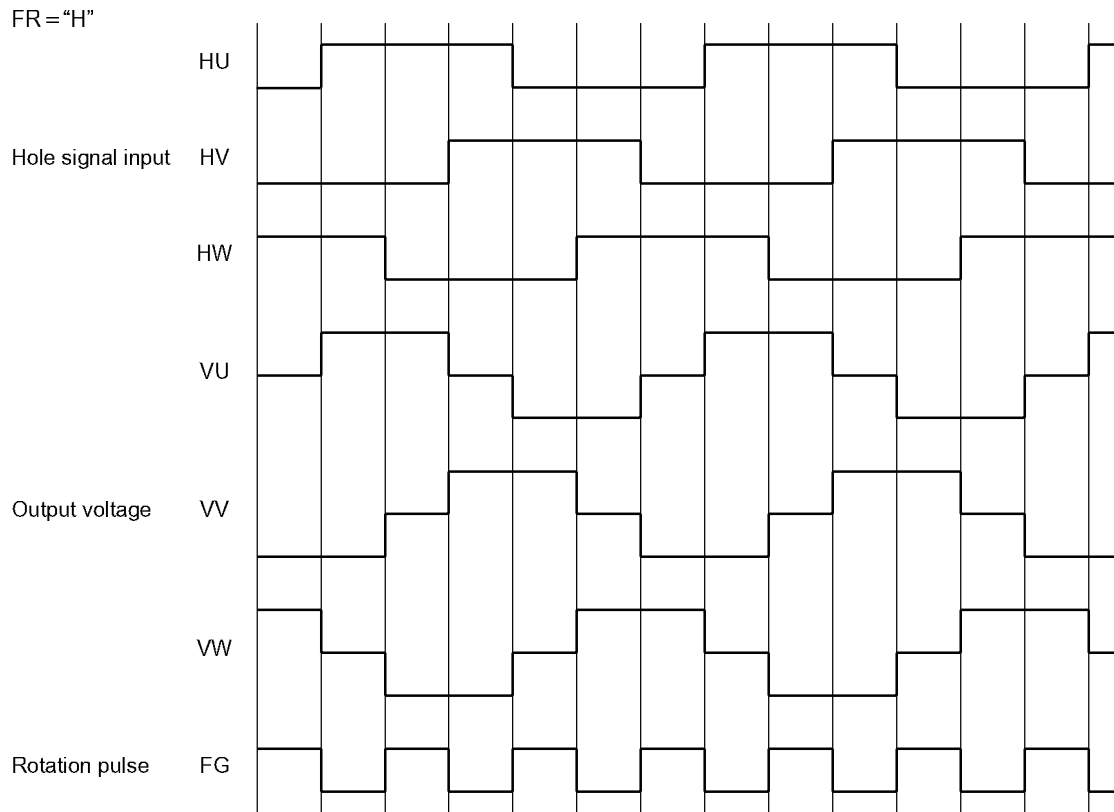 FR="H"
HU
Hole signal input HV
HW
VU
Output voltage VV
VW
Rotation pulse FG